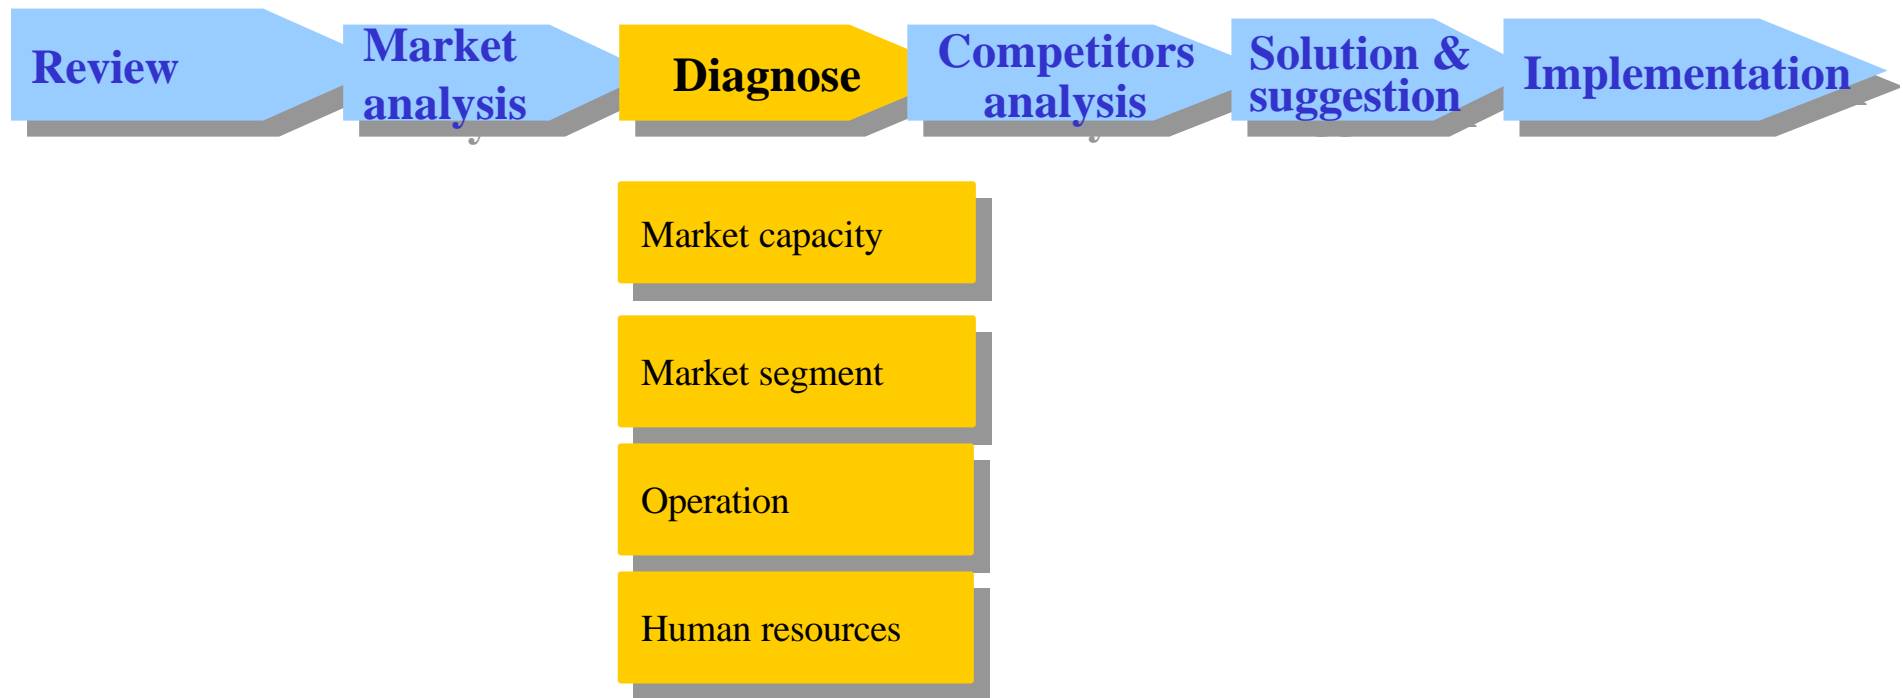 Review
Market
analysis
Diagnose
Competitors
analysis
Solution &
suggestion
Implementation
Market capacity
Market segment
Operation
Human resources